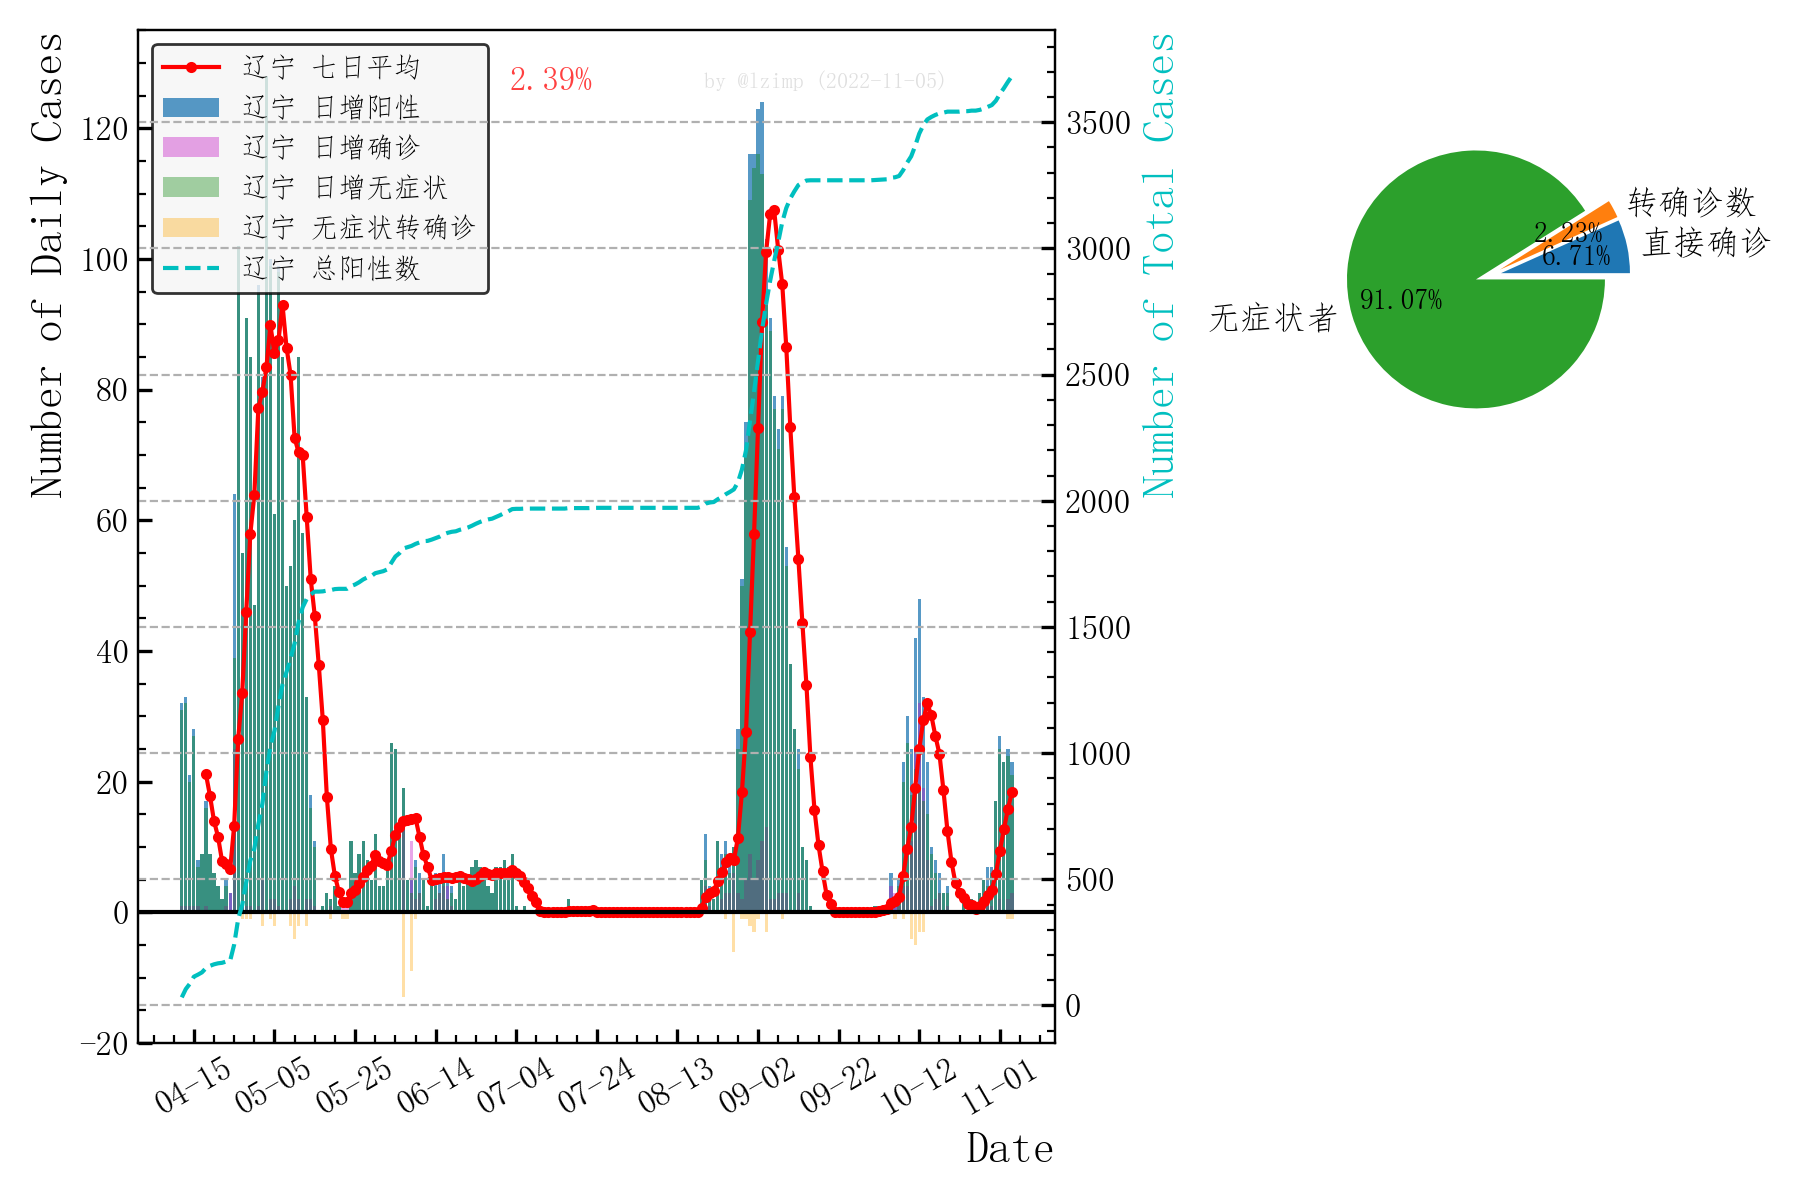 Number of Daily Cases
120
100
80
60
40
20
0
−20
辽宁 七日平均
辽宁 日增阳性
辽宁 日增确诊
辽宁 日增无症状
辽宁 无症状转确诊
辽宁 总阳性数
2.39%
by @lzimp (2022-11-05)
04-15
05-05
05-25
06-14
07-04
07-24
08-13
09-02
09-22
10-12
11-01
Date
3500
3000
2500
2000
1500
1000
500
0
Number of Total Cases
转确诊数
2.23%
直接确诊
6.71%
91.07%
无症状者